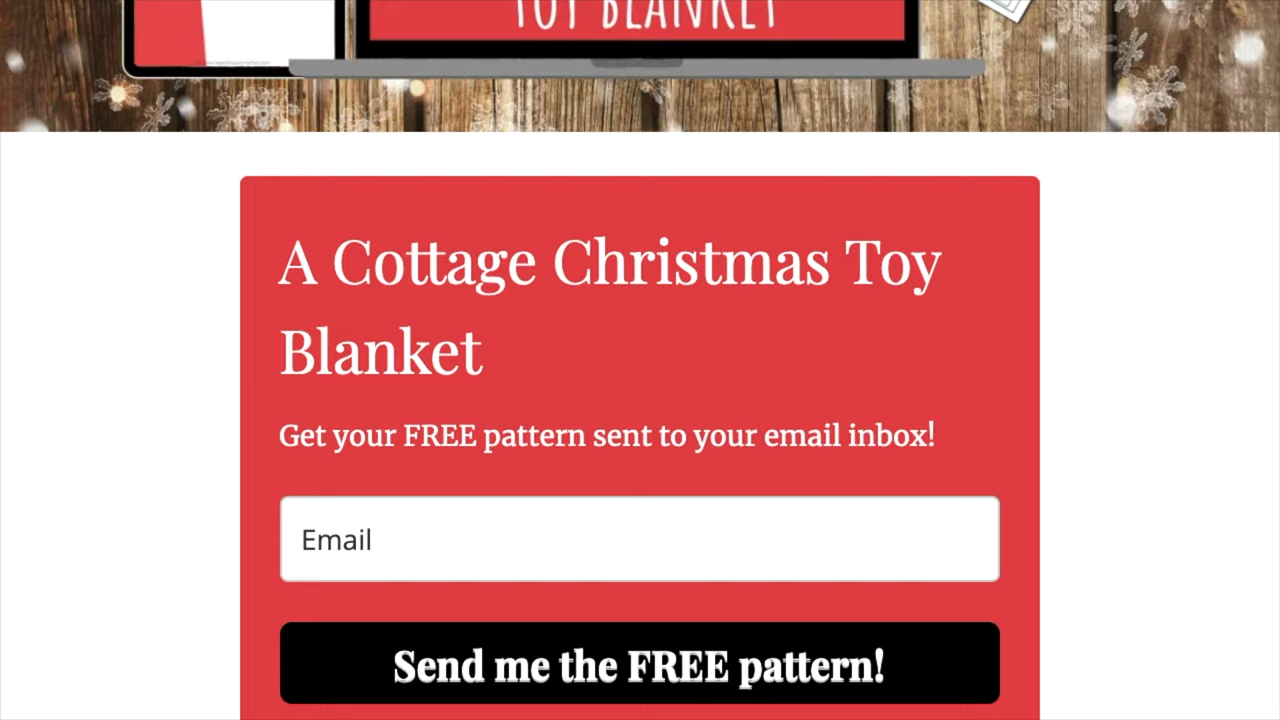 TOY BLANKET
A Cottage Christmas Toy
Blanket
Get your FREE pattern sent to your email inbox!
Email
Send me the FREE pattern!